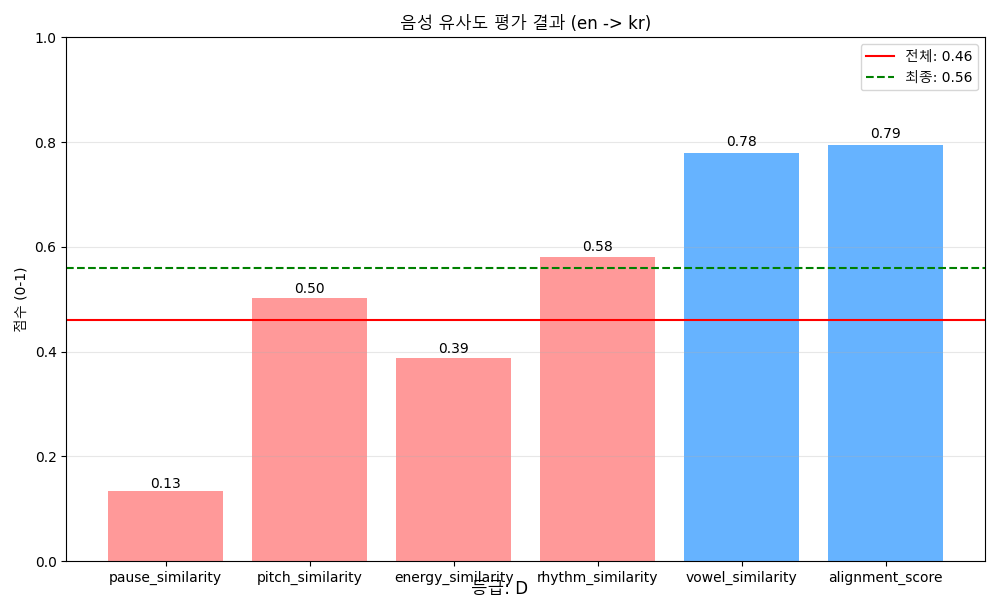 음성 유사도 평가 결과 (en -> kr)
전체: 0.46
최종: 0.56
점수 (0-1)
1.0
0.8
0.6
0.4
0.2
0.0
0.13
0.50
0.39
0.58
0.78
0.79
pause_similarity pitch_similarity energy_similarity rhythm_similarity vowel_similarity alignment_score
등급: D